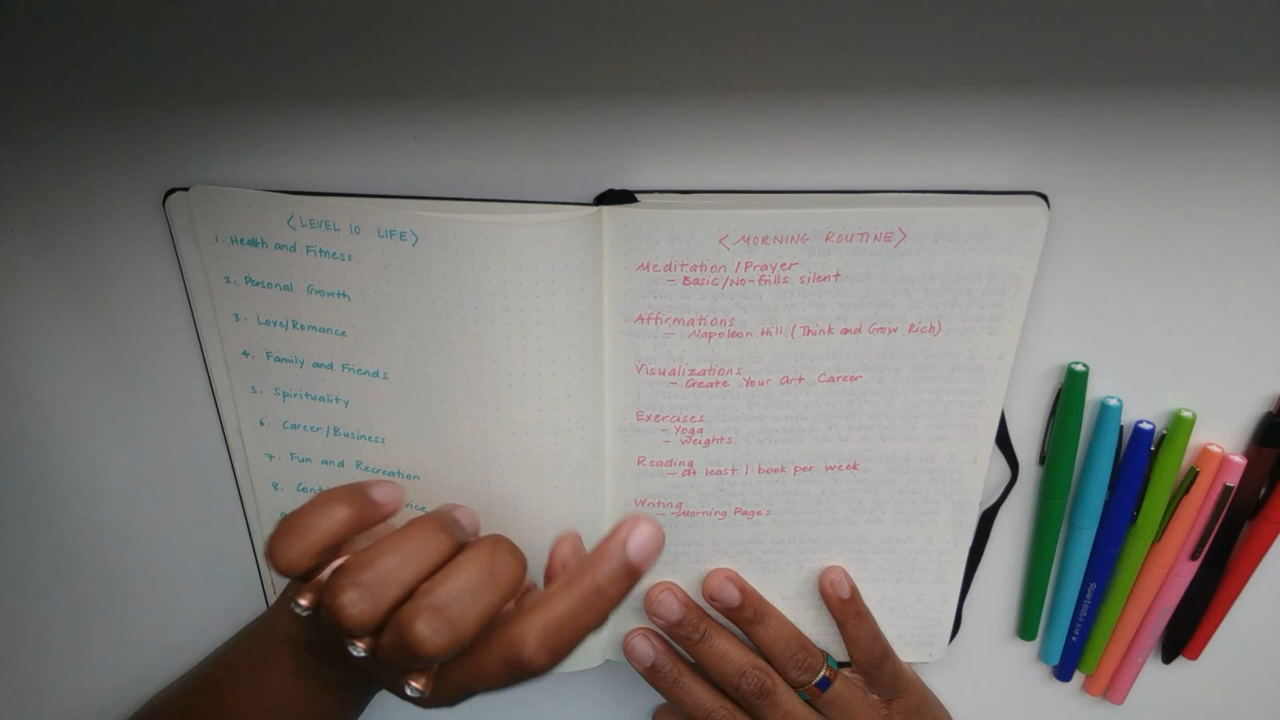 <LEVEL 10 LIFE>
1. Health and Fitness
2. Personal Growth
3. Love/Romance
4. Family and Friends
5. Spirituality
6. Career/Business
7. Fun and Recreation
8.
<MORNING ROUTINE>
Meditation/Prayer
- Basic/No-frills, silent
Affirmations
- Napoleon Hill (Think and Grow Rich)
Visualizations
- Create Your Art Career
Exercises
- Yoga
- Weights
Reading
- at least 1 book per week
Writing
- Morning Pages